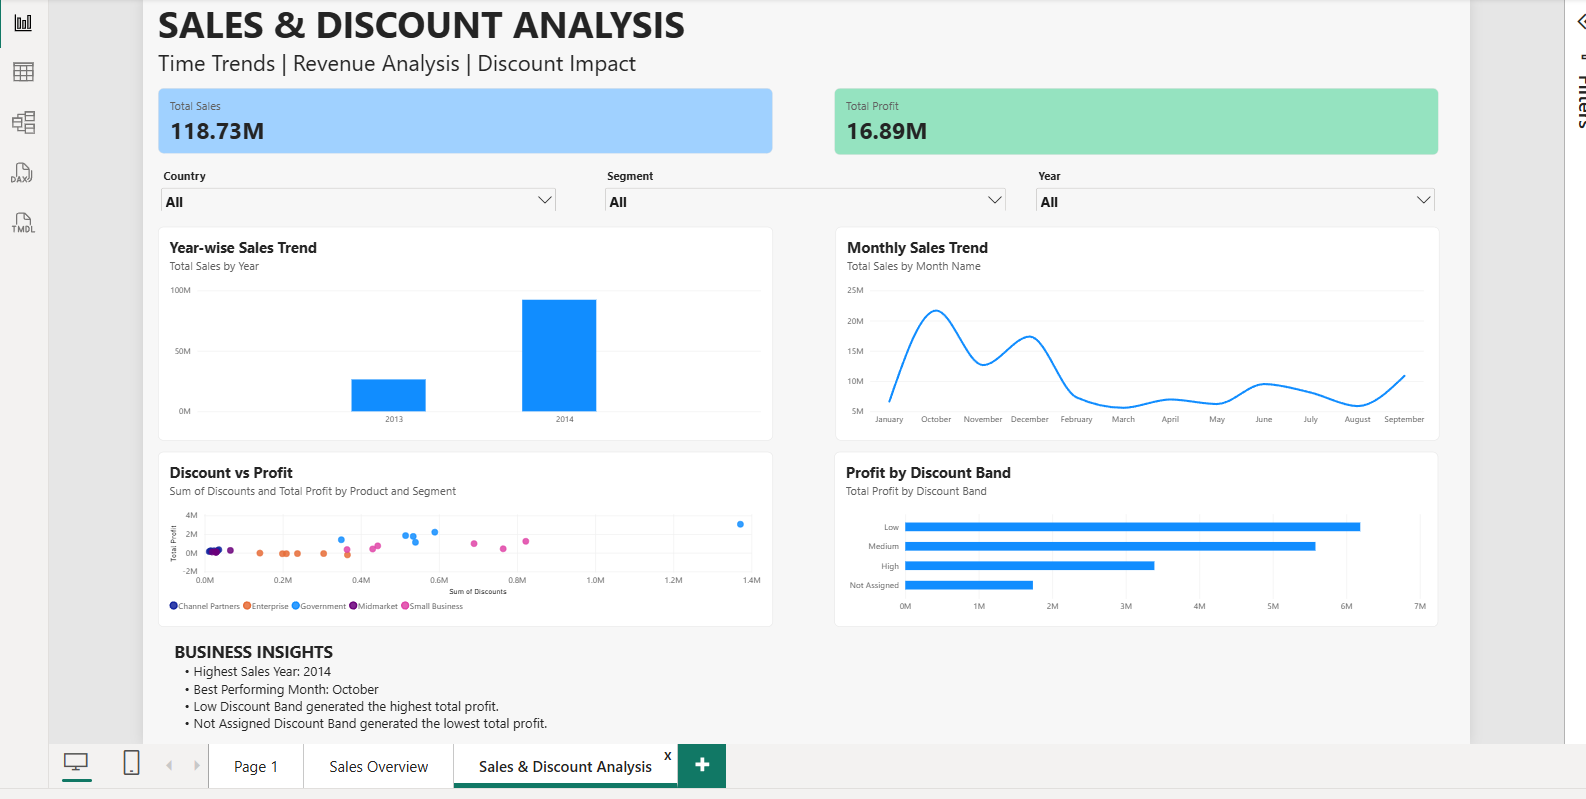 SALES & DISCOUNT ANALYSIS
Time Trends | Revenue Analysis | Discount Impact
Total Sales
118.73M
Total Profit
16.89M
Country
All
Segment
All
Year
All
Filters
DAX
TMDL
Year-wise Sales Trend
Total Sales by Year
100M
50M
0M
2013 2014
Monthly Sales Trend
Total Sales by Month Name
25M
20M
15M
10M
5M
January October November December February March April May June July August September
Discount vs Profit
Sum of Discounts and Total Profit by Product and Segment
Total Profit
4M
2M
0M
-2M
0.0M 0.2M 0.4M 0.6M 0.8M 1.0M 1.2M 1.4M
Sum of Discounts
Channel Partners Enterprise Government Midmarket Small Business
Profit by Discount Band
Total Profit by Discount Band
Low
Medium
High
Not Assigned
0M 1M 2M 3M 4M 5M 6M 7M
BUSINESS INSIGHTS
• Highest Sales Year: 2014
• Best Performing Month: October
• Low Discount Band generated the highest total profit.
• Not Assigned Discount Band generated the lowest total profit.
Page 1 Sales Overview Sales & Discount Analysis x +